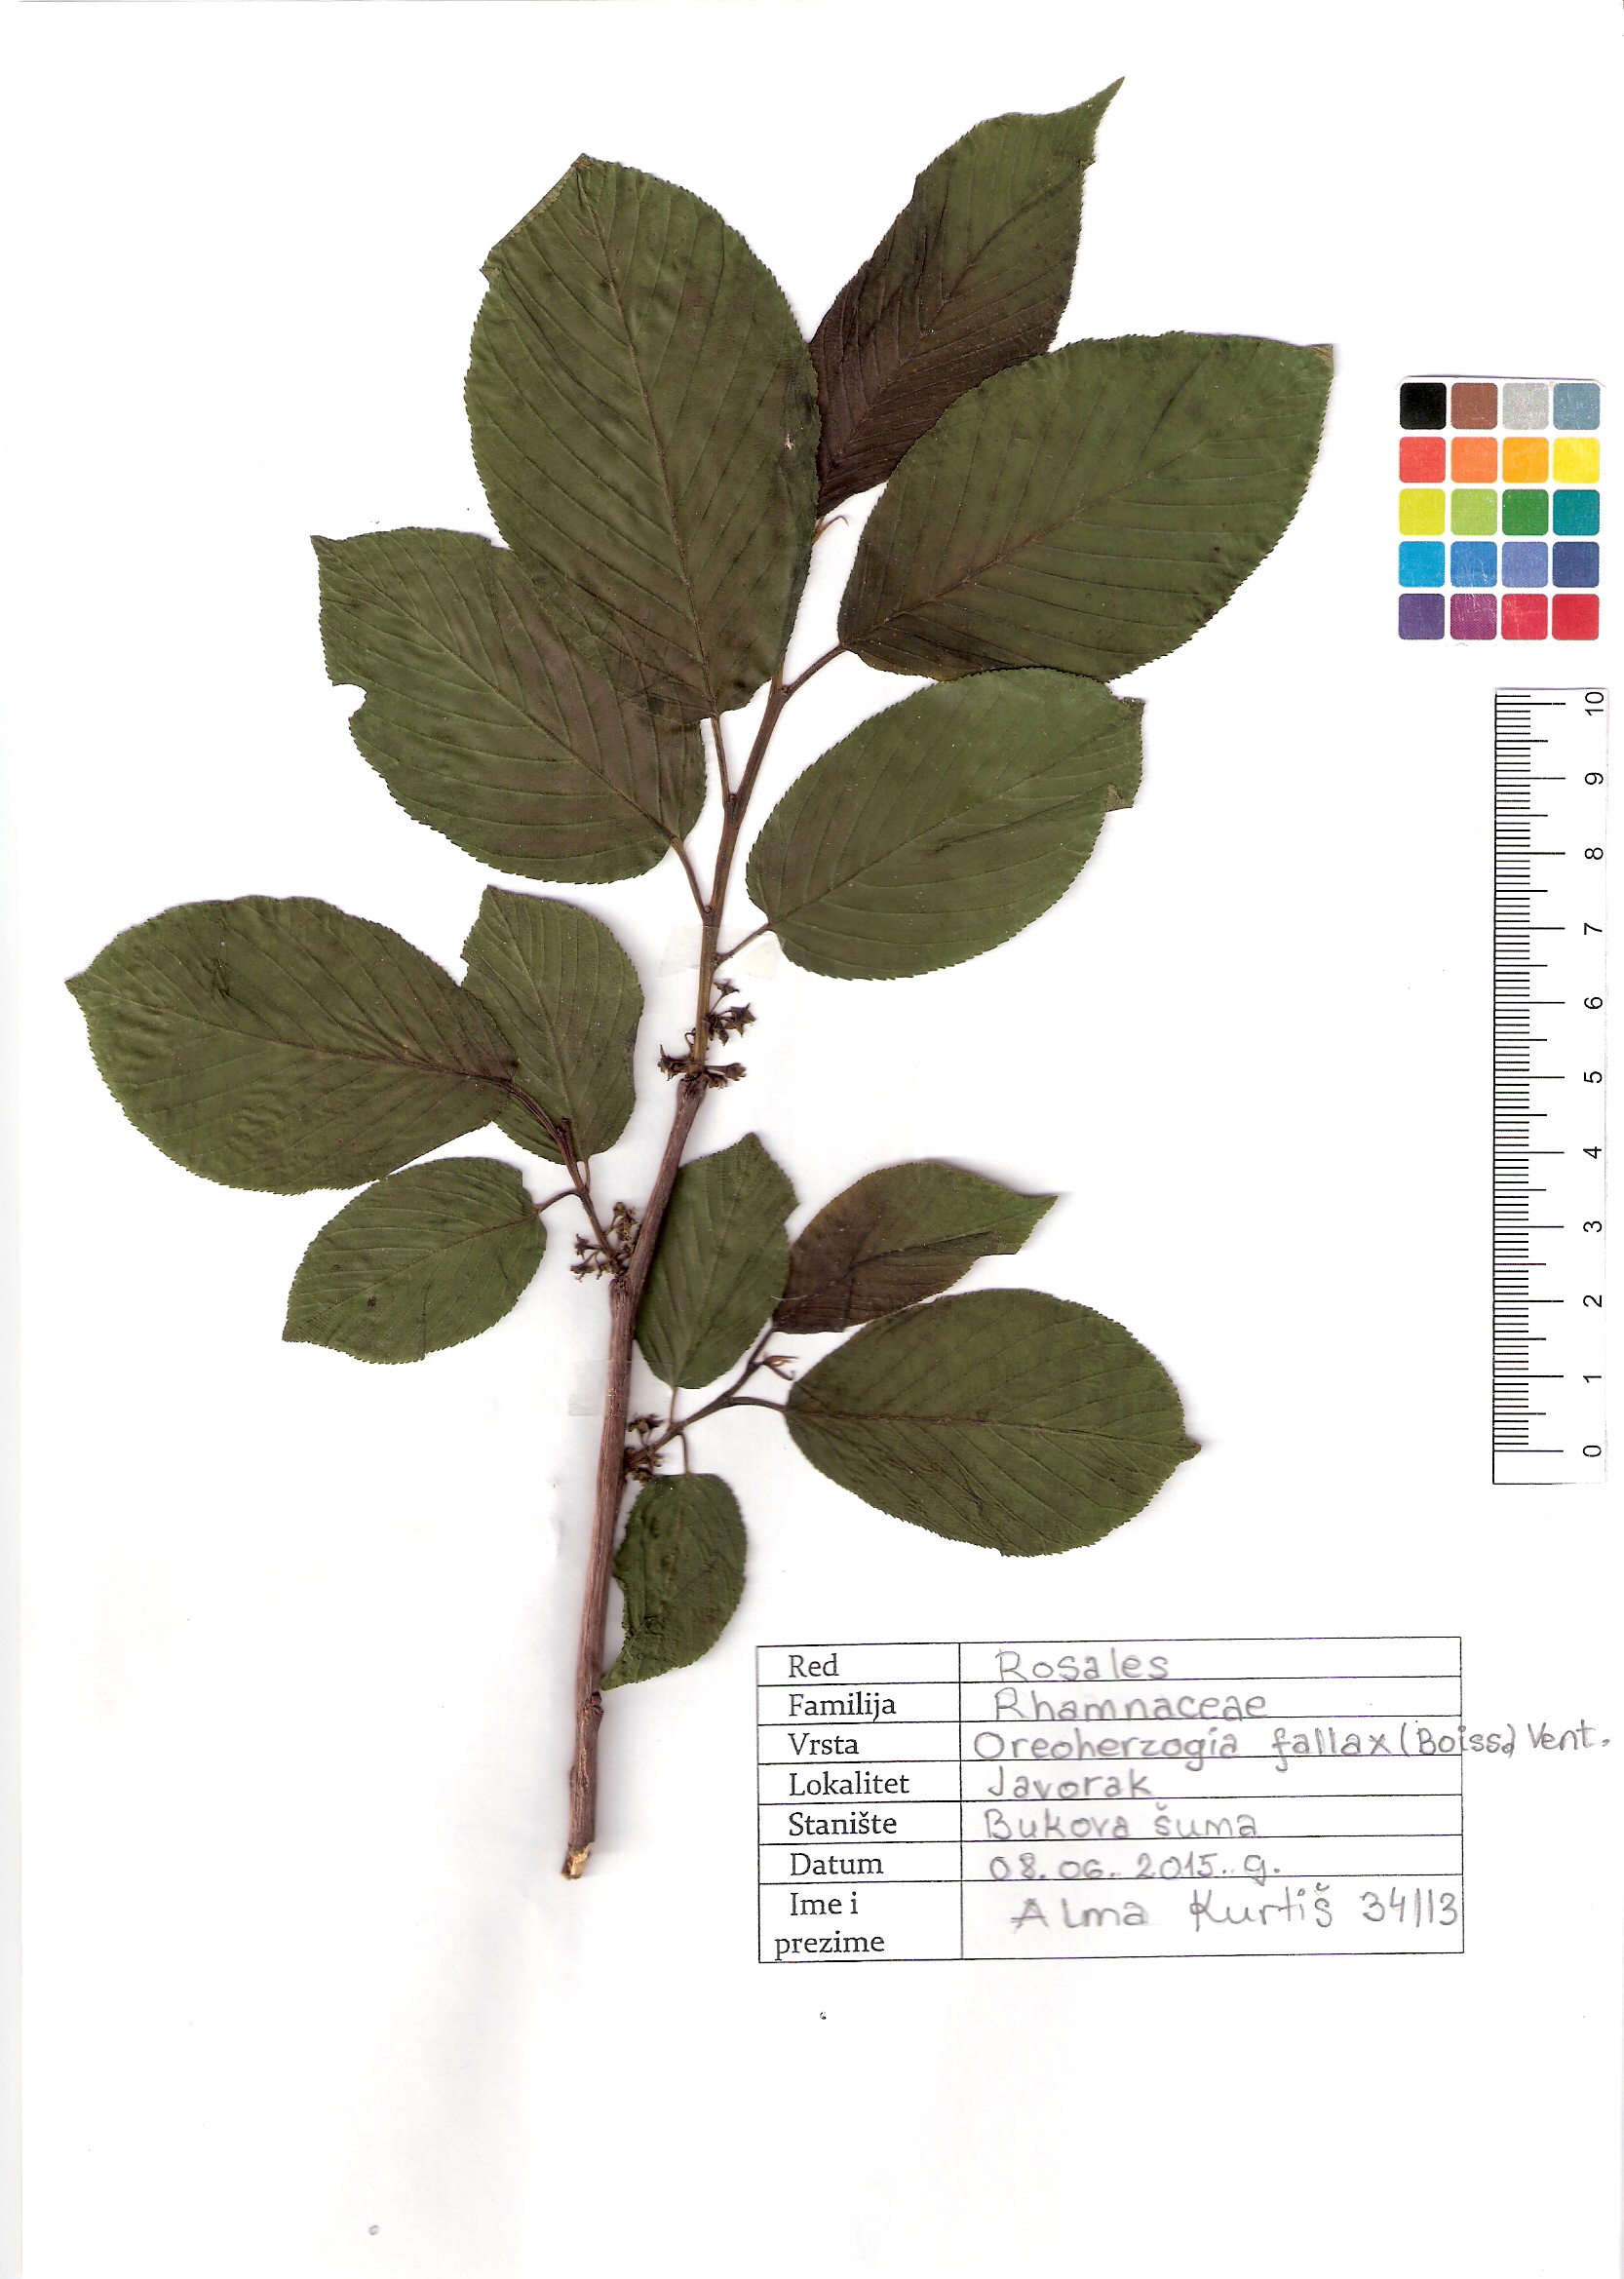 10
9
8
7
6
5
4
3
2
1
0
Red Rosales
Familija Rhamnaceae
Vrsta Oreoherzogia fallax (Boiss.) Vent.
Lokalitet Javorak
Stanište Bukova šuma
Datum 08.06.2015.g.
Ime i prezime Alma Kurtiš 34/13